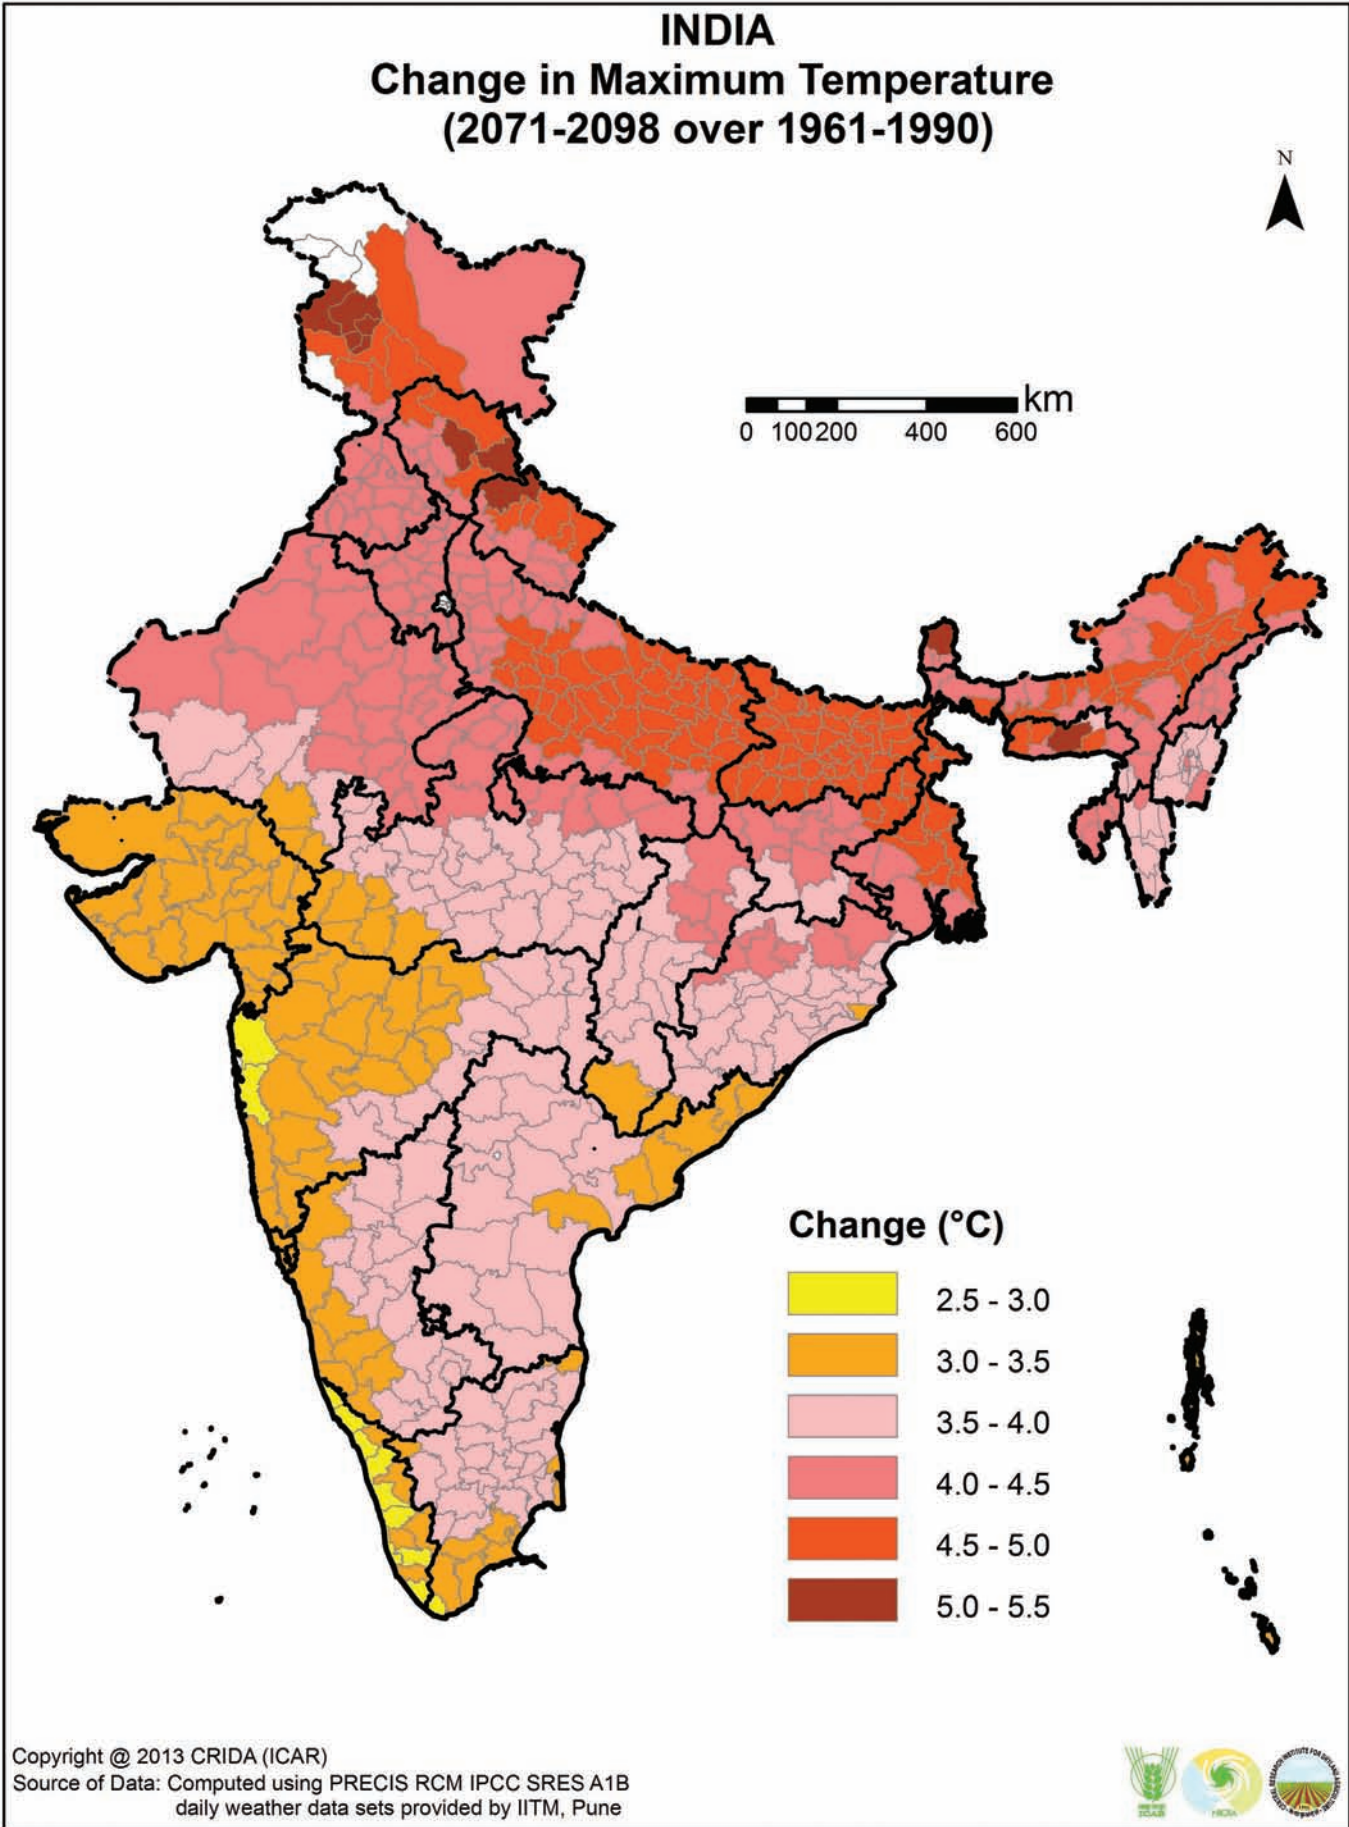 INDIA
Change in Maximum Temperature
(2071-2098 over 1961-1990)
N
km
0 100 200 400 600
Change (°C)
2.5 - 3.0
3.0 - 3.5
3.5 - 4.0
4.0 - 4.5
4.5 - 5.0
5.0 - 5.5
Copyright @ 2013 CRIDA (ICAR)
Source of Data: Computed using PRECIS RCM IPCC SRES A1B
daily weather data sets provided by IITM, Pune